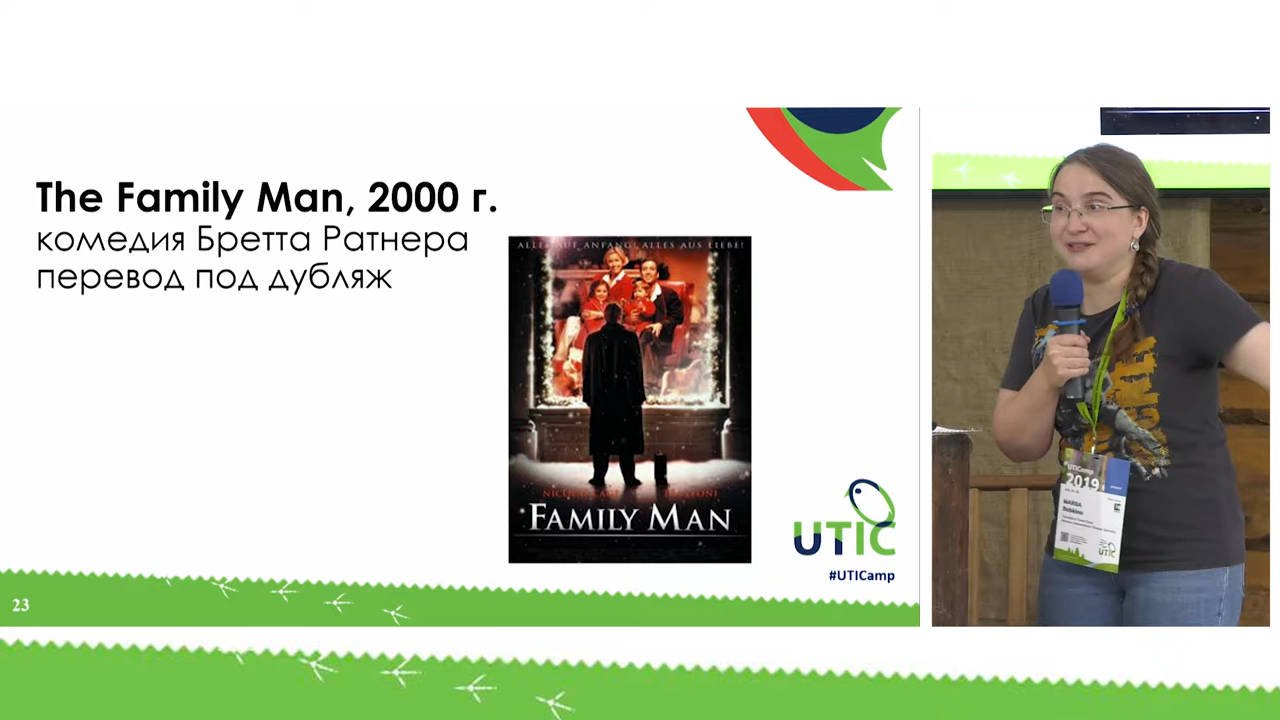 The Family Man, 2000 г.
комедия Бретта Ратнера
перевод под дубляж
ALLES AUF ANFANG! ALLES AUS LIEBE!
FAMILY MAN
UTIC
#UTICamp
23
UTICamp
2019
UTIC